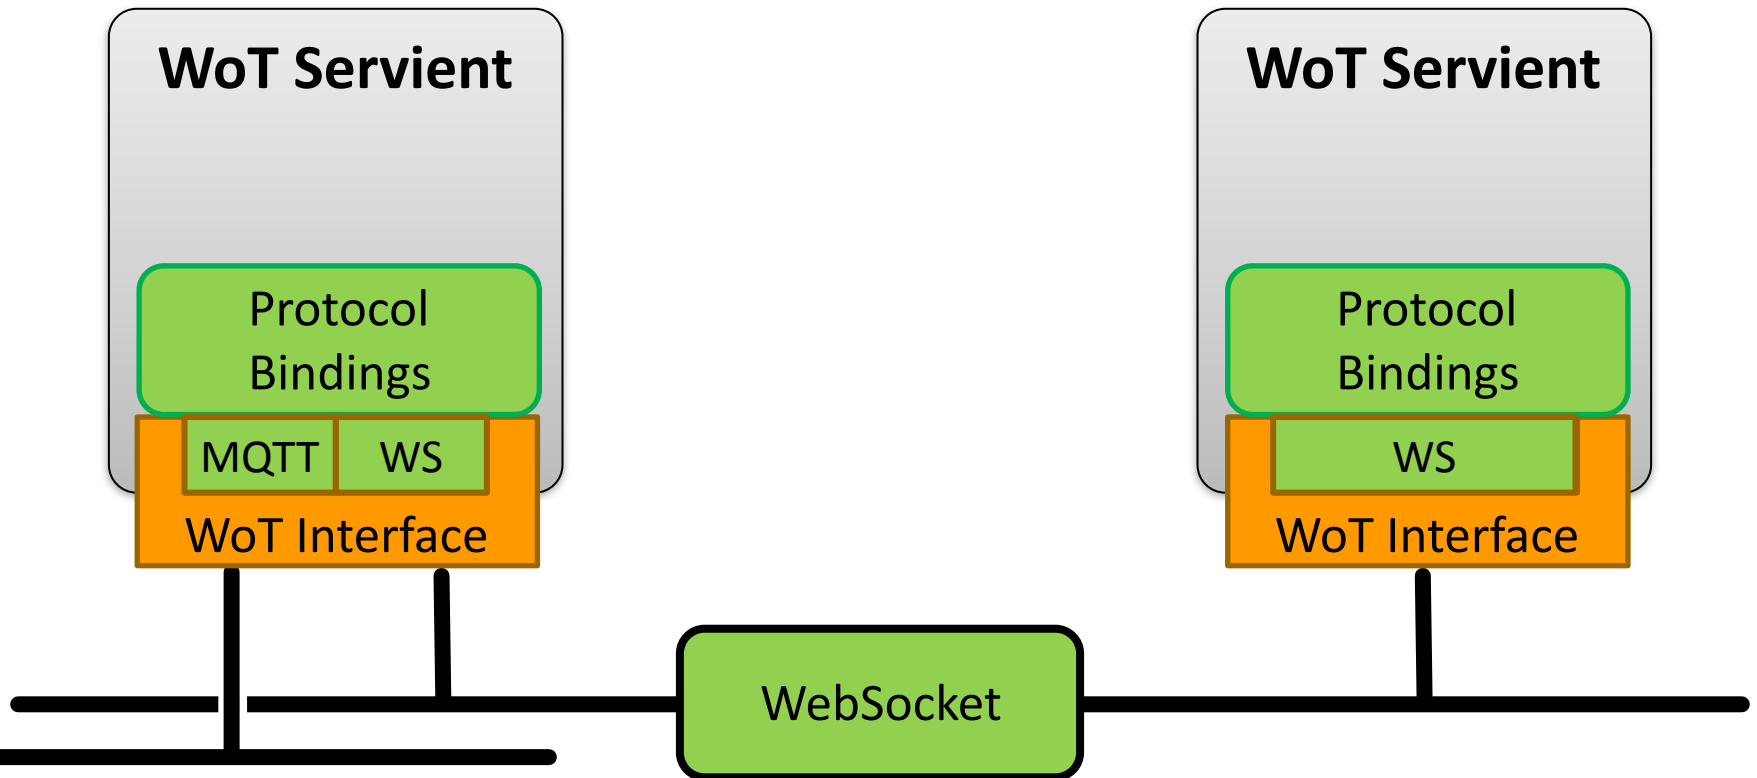 WoT Servient
Protocol
Bindings
MQTT
WS
WoT Interface
WoT Servient
Protocol
Bindings
WS
WoT Interface
WebSocket